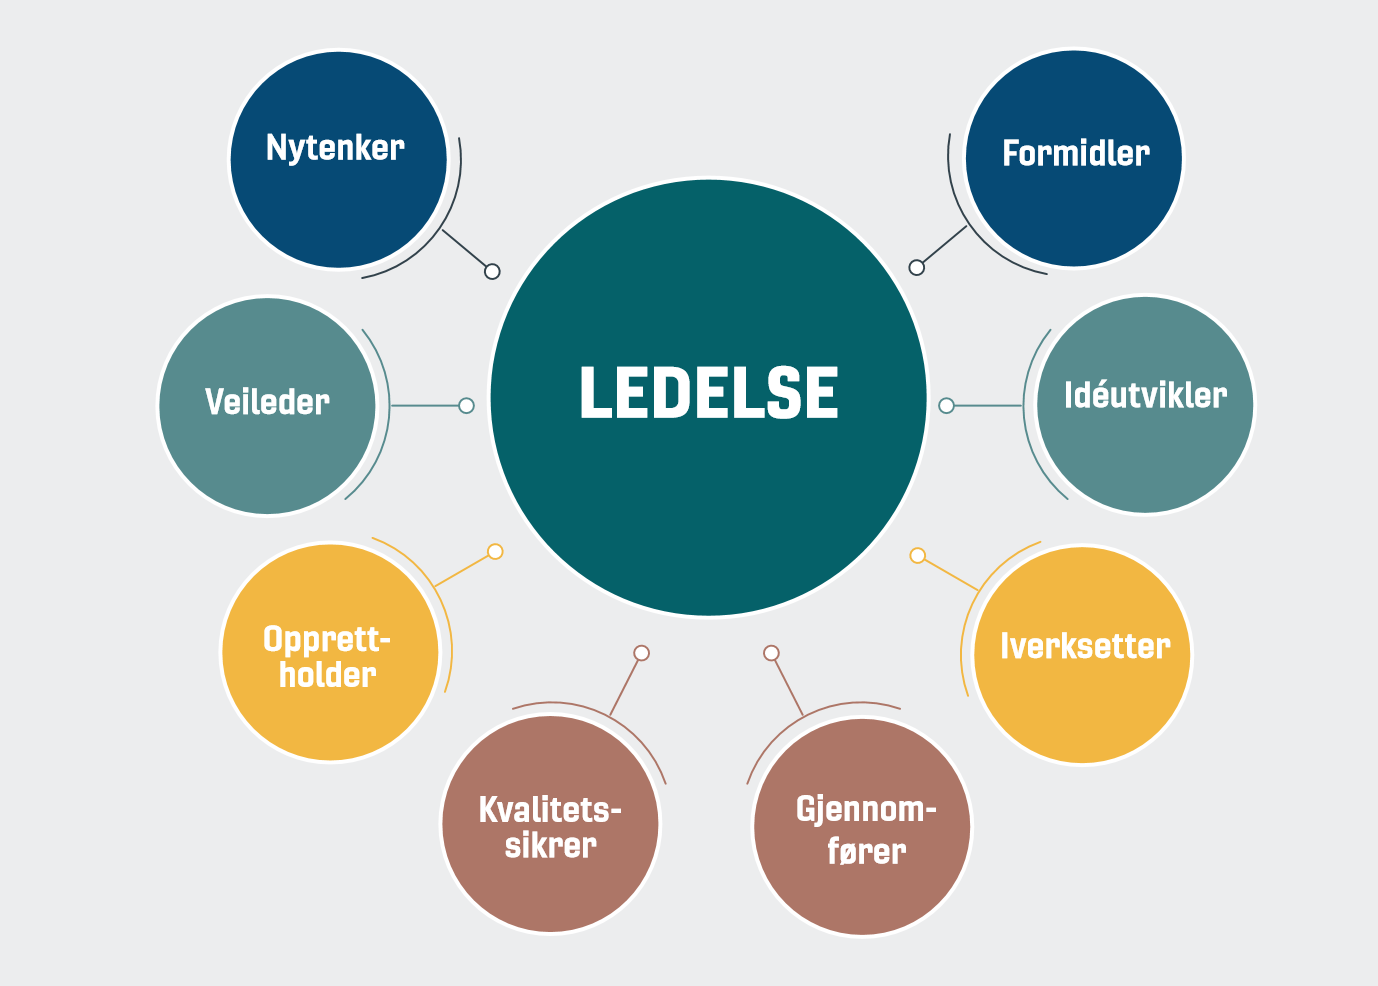 Nytenker
Formidler
LEDELSE
Veileder
Idéutvikler
Opprett-
holder
Iverksetter
Kvalitets-
sikrer
Gjennom-
fører